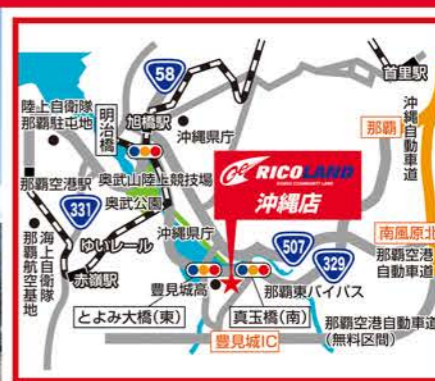 58
首里駅
陸上自衛隊
那覇駐屯地
明治橋
旭橋駅
沖縄県庁
那覇
沖縄自動車道
RICOLAND
沖縄店
那覇空港駅
奥武山陸上競技場
奥武公園
331
海上自衛隊
那覇航空基地
ゆいレール
沖縄県庁
赤嶺駅
507
329
南風原北
那覇空港
自動車道
豊見城高
那覇東バイパス
とよみ大橋(東)
真玉橋(南)
豊見城IC
那覇空港自動車道
(無料区間)